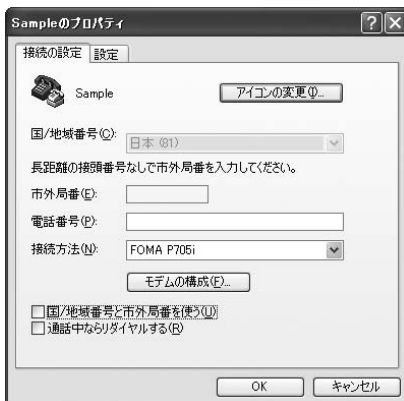 Sampleのプロパティ
接続の設定 設定
Sample
アイコンの変更(I)...
国/地域番号(C):
日本 (81)
長距離の接頭番号なしで市外局番を入力してください。
市外局番(E):
電話番号(P):
接続方法(N):
FOMA P705i
モデムの構成(F)...
国/地域番号と市外局番を使う(U)
通話中ならリダイヤルする(R)
OK キャンセル